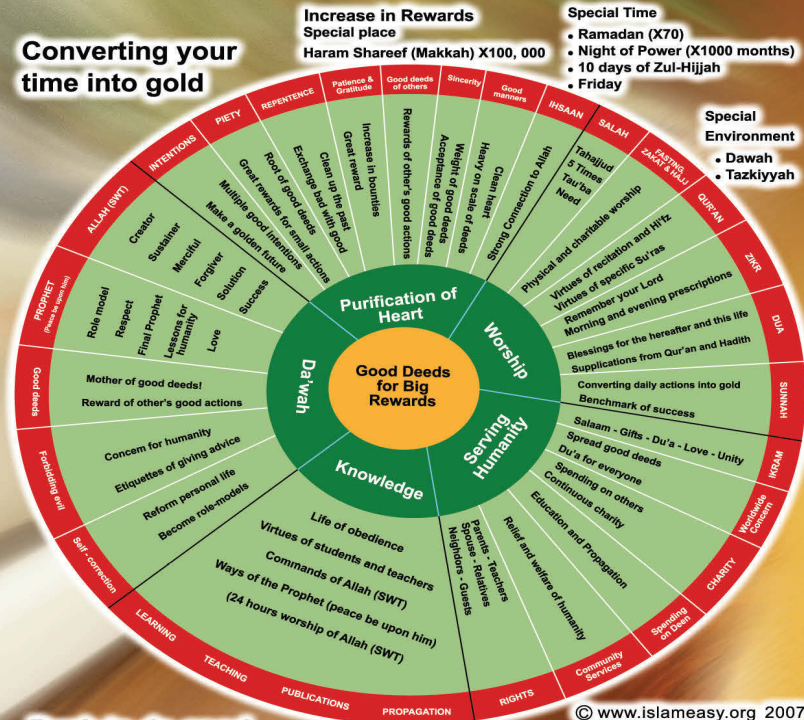 Converting your
time into gold
Increase in Rewards
Special place
Haram Shareef (Makkah) X100, 000
Special Time
• Ramadan (X70)
• Night of Power (X1000 months)
• 10 days of Zul-Hijjah
• Friday
Special
Environment
• Dawah
• Tazkiyyah
Good Deeds
for Big
Rewards
Purification of
Heart
Worship
Serving
Humanity
Knowledge
Da'wah
INTENTIONS
Multiple good intentions
Make a golden future
PIETY
Root of good deeds
Great rewards for small actions
REPENTENCE
Clean up the past
Exchange bad with good
Patience &
Gratitude
Increase in bounties
Great reward
Good deeds
of others
Rewards of other's good actions
Sincerity
Weight of good deeds
Acceptance of good deeds
Good
manners
Clean heart
Heavy on scale of deeds
IHSAAN
Strong Connection to Allah
SALAH
Tahajjud
5 Times
Tau'ba
Need
FASTING,
ZAKAT & HAJJ
Physical and charitable worship
QUR'AN
Virtues of recitation and Hi'fz
Virtues of specific Su'ras
ZIKR
Remember your Lord
Morning and evening prescriptions
DUA
Blessings for the hereafter and this life
Supplications from Qur'an and Hadith
SUNNAH
Converting daily actions into gold
Benchmark of success
IKRAM
Salaam - Gifts - Du'a - Love - Unity
Worldwide
Concern
Spread good deeds
Du'a for everyone
CHARITY
Spending on others
Continuous charity
Spending
on Deen
Education and Propagation
Community
Services
Relief and welfare of humanity
RIGHTS
Parents - Teachers
Spouse - Relatives
Neighdors - Guests
LEARNING
TEACHING
PUBLICATIONS
PROPAGATION
Life of obedience
Virtues of students and teachers
Commands of Allah (SWT)
Ways of the Prophet (peace be upon him)
(24 hours worship of Allah (SWT)
Self - correction
Reform personal life
Become role-models
Forbidding evil
Concern for humanity
Etiquettes of giving advice
Good deeds
Mother of good deeds!
Reward of other's good actions
PROPHET
(Peace be upon him)
Role model
Respect
Final Prophet
Lessons for
humanity
Love
ALLAH (SWT)
Creator
Sustainer
Merciful
Forgiver
Solution
Success
© www.islameasy.org 2007